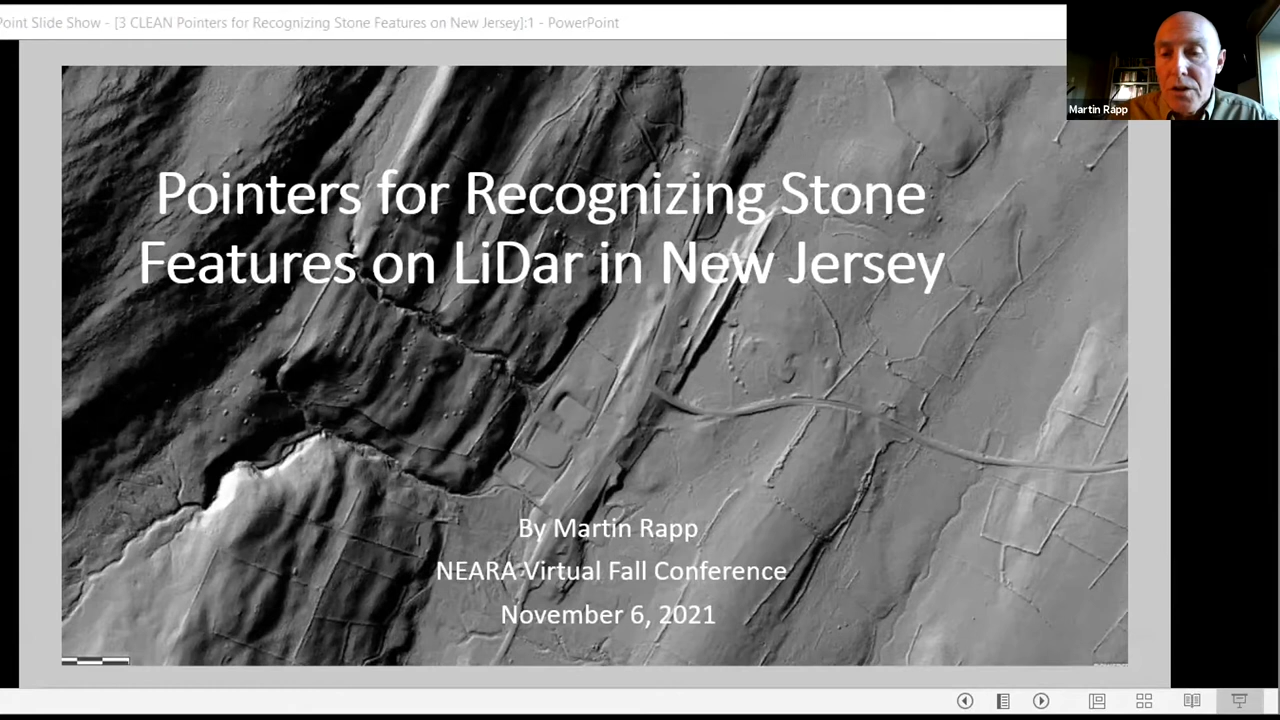 Point Slide Show - [3 CLEAN Pointers for Recognizing Stone Features on New Jersey]:1 - PowerPoint
Martin Rapp
Pointers for Recognizing Stone
Features on LiDar in New Jersey
By Martin Rapp
NEARA Virtual Fall Conference
November 6, 2021